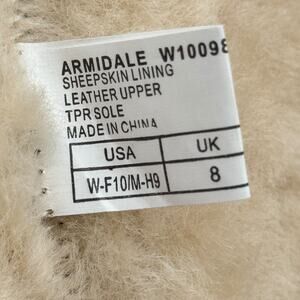 ARMIDALE W10098
SHEEPSKIN LINING
LEATHER UPPER
TPR SOLE
MADE IN CHINA
USA UK
W-F10/M-H9 8